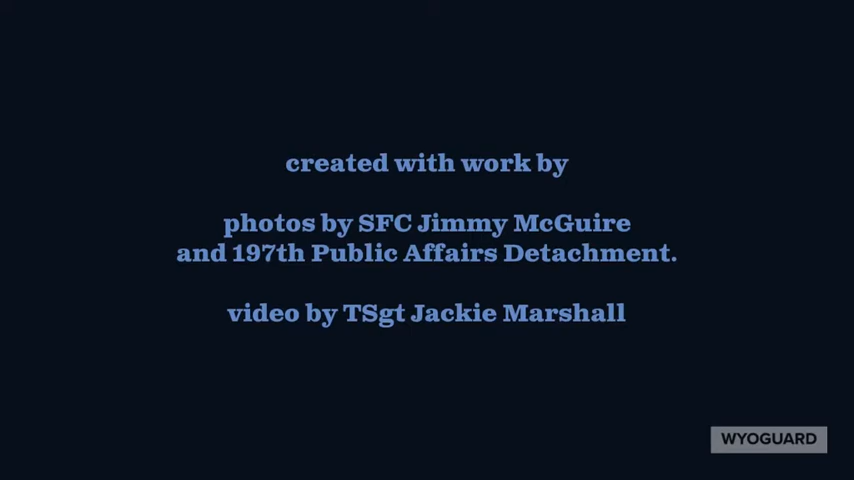 created with work by
photos by SFC Jimmy McGuire
and 197th Public Affairs Detachment.
video by TSgt Jackie Marshall
WYOGUARD